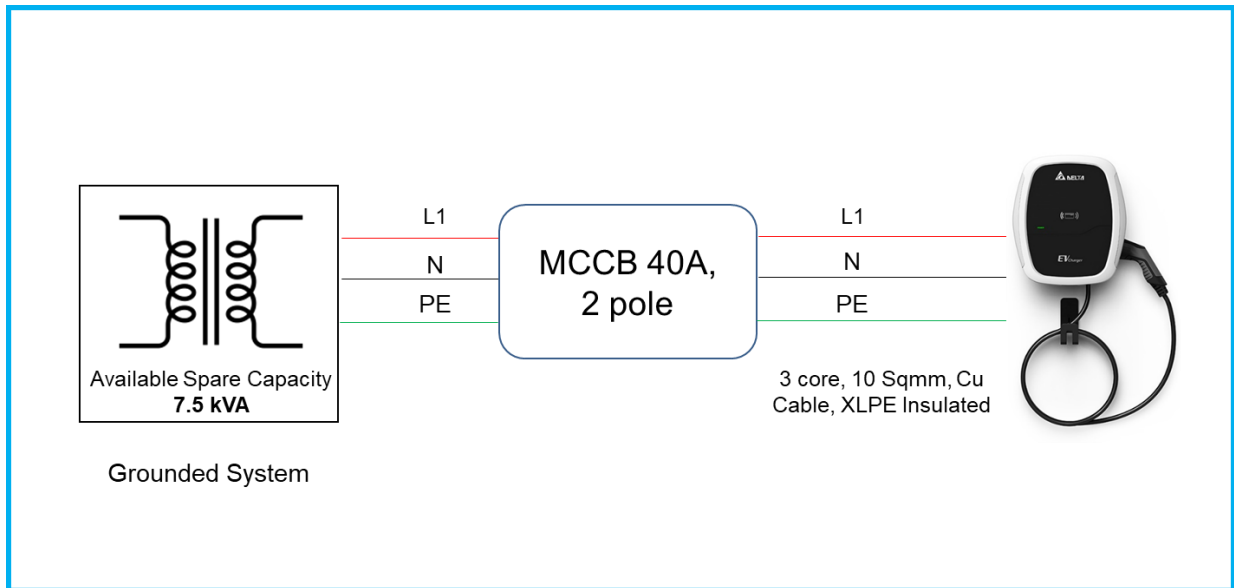 L1
N
PE
MCCB 40A,
2 pole
L1
N
PE
Available Spare Capacity
7.5 kVA
Grounded System
3 core, 10 Sqmm, Cu
Cable, XLPE Insulated
EV